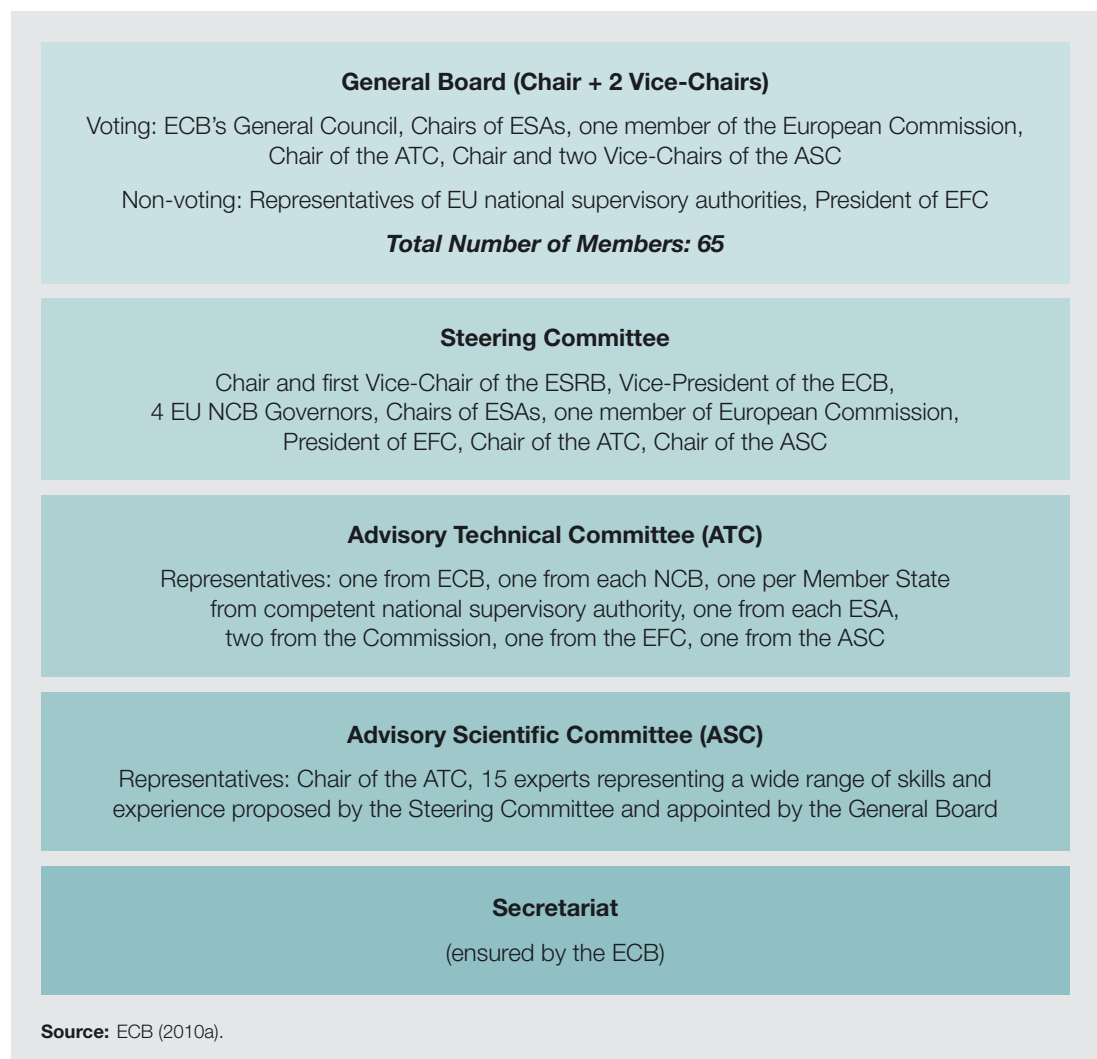 General Board (Chair + 2 Vice-Chairs)
Voting: ECB's General Council, Chairs of ESAs, one member of the European Commission,
Chair of the ATC, Chair and two Vice-Chairs of the ASC
Non-voting: Representatives of EU national supervisory authorities, President of EFC
Total Number of Members: 65
Steering Committee
Chair and first Vice-Chair of the ESRB, Vice-President of the ECB,
4 EU NCB Governors, Chairs of ESAs, one member of European Commission,
President of EFC, Chair of the ATC, Chair of the ASC
Advisory Technical Committee (ATC)
Representatives: one from ECB, one from each NCB, one per Member State
from competent national supervisory authority, one from each ESA,
two from the Commission, one from the EFC, one from the ASC
Advisory Scientific Committee (ASC)
Representatives: Chair of the ATC, 15 experts representing a wide range of skills and
experience proposed by the Steering Committee and appointed by the General Board
Secretariat
(ensured by the ECB)
Source: ECB (2010a).